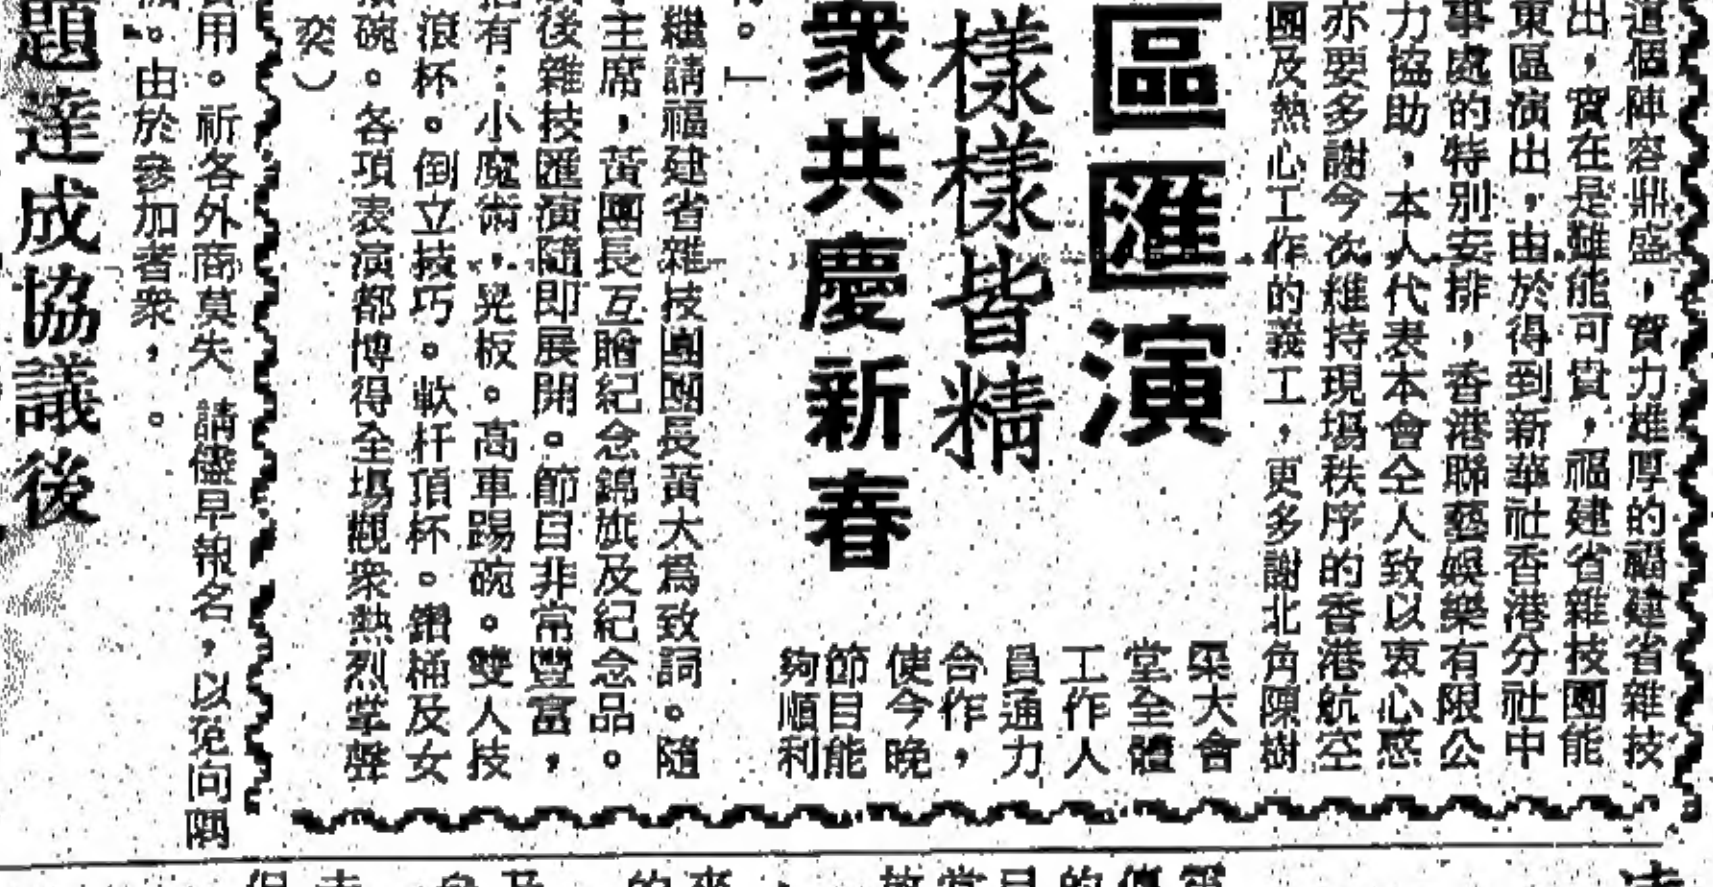 區匯演
樣樣皆精
衆共慶新春
道個陣容鼎盛，實力雄厚的福建省雜技
出，實在是難能可貴，福建省雜技團能
東區演出，由於得到新華社香港分社中
事處的特別安排，香港聯藝娛樂有限公
力協助，本人代表本會仝人致以衷心感
亦要多謝今次維持現場秩序的香港航空
團及熱心工作的義工，更多謝北角陳樹
渠大會
堂全體
工作人
員通力
合作，
使今晚
節目能
夠順利
。」
繼請福建省雜技團團長黃大爲致詞。隨
主席，黃團長互贈紀念錦旗及紀念品。
後雜技匯演隨即展開。節目非常豐富，
有：小魔術，晃板。高車踢碗。雙人技
滾杯。倒立技巧。軟杆頂杯。鑽桶及女
碗。各項表演都博得全場觀衆熱烈掌聲
奕）
用。祈各外商莫失 請儘早報名，以免向隅
。由於參加者衆，。
題達成協議後